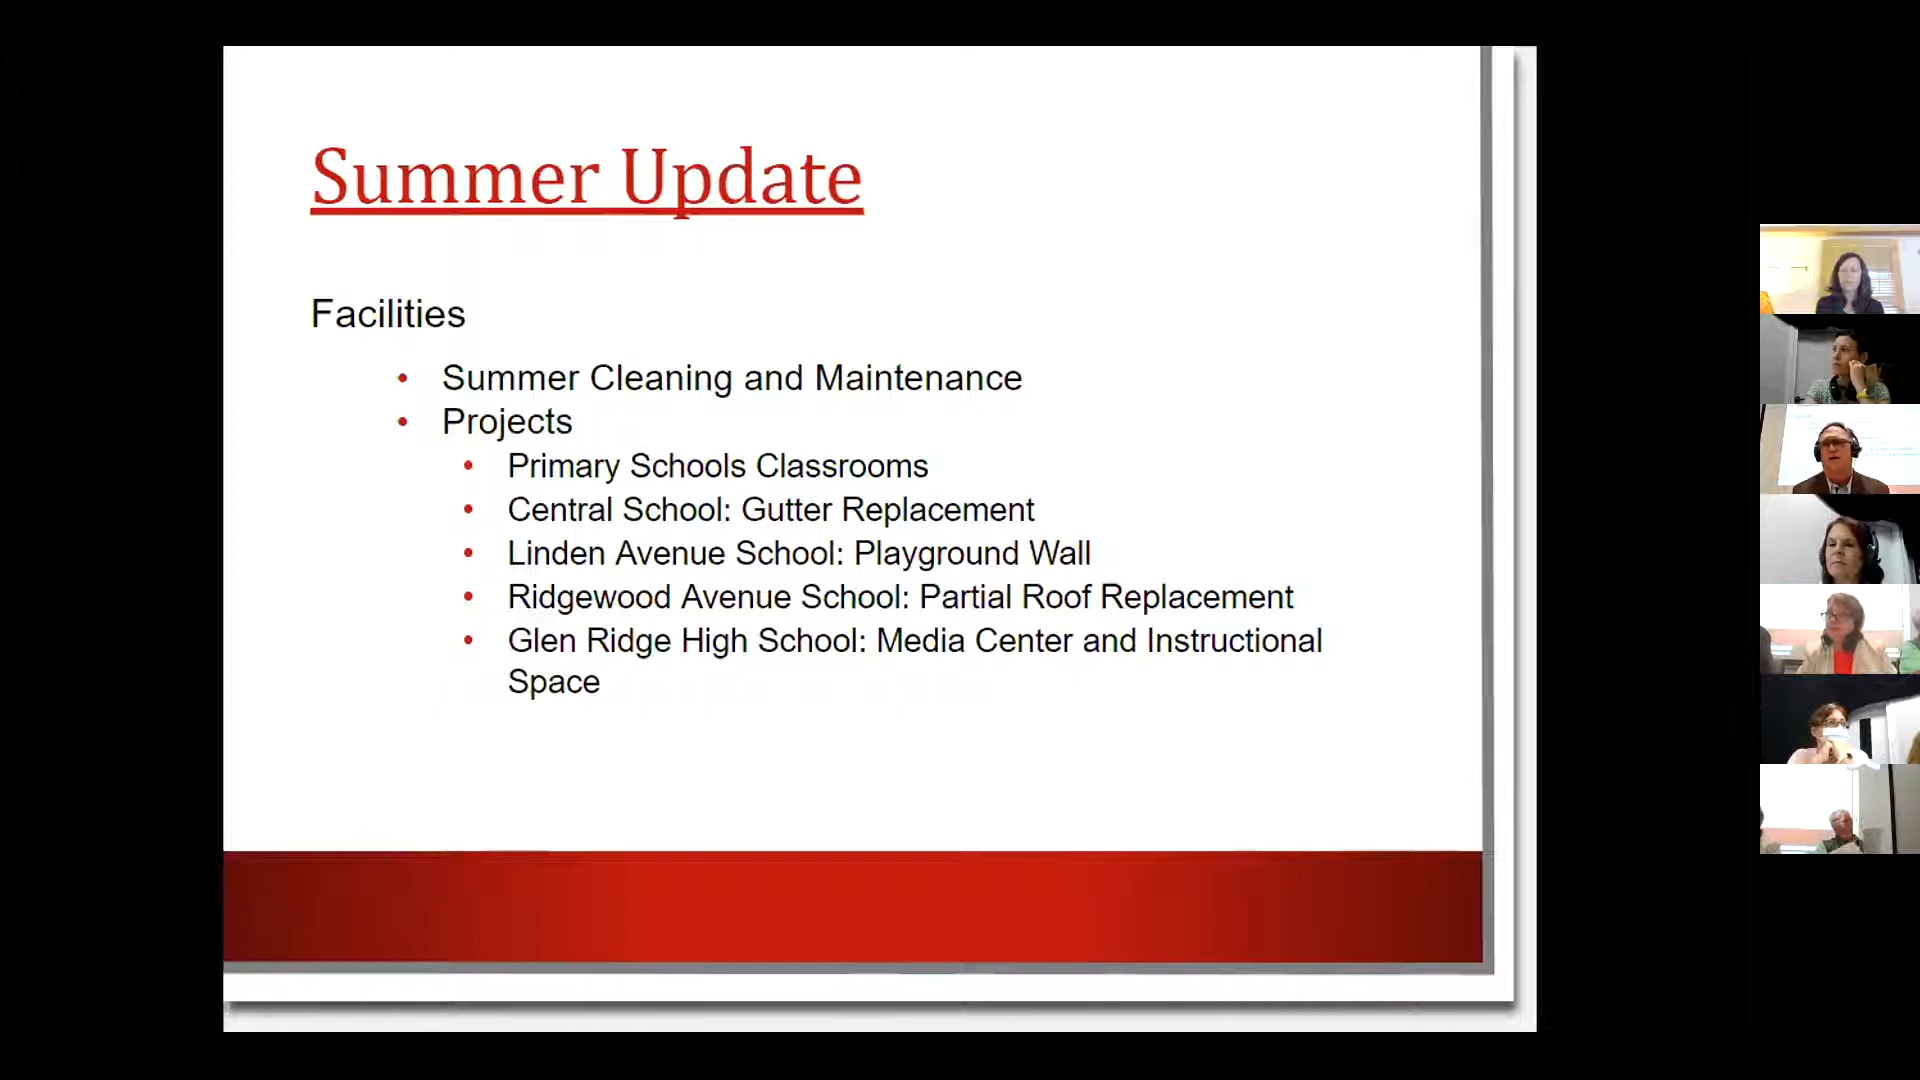 Summer Update
Facilities
• Summer Cleaning and Maintenance
• Projects
• Primary Schools Classrooms
• Central School: Gutter Replacement
• Linden Avenue School: Playground Wall
• Ridgewood Avenue School: Partial Roof Replacement
• Glen Ridge High School: Media Center and Instructional
Space